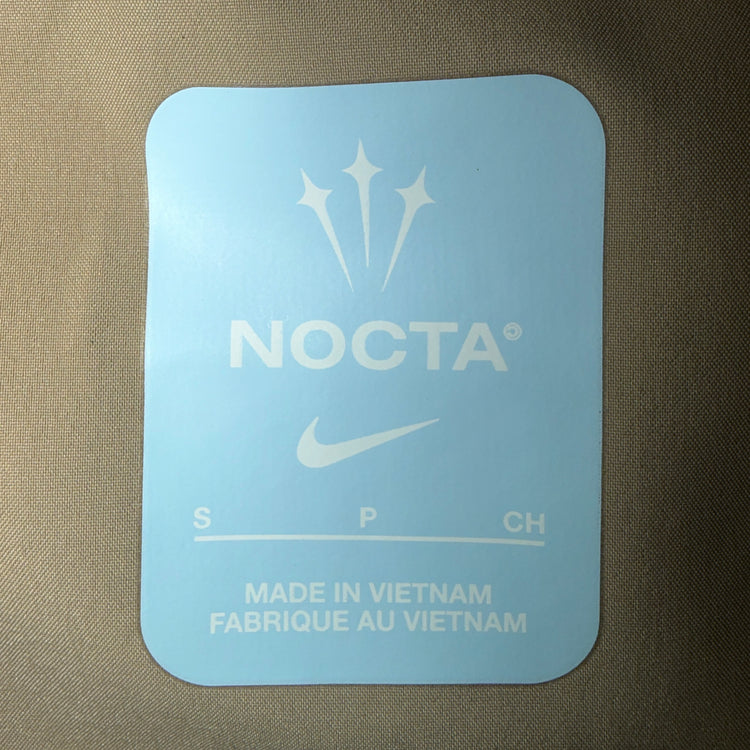 NOCTA®
S P CH
MADE IN VIETNAM
FABRIQUE AU VIETNAM